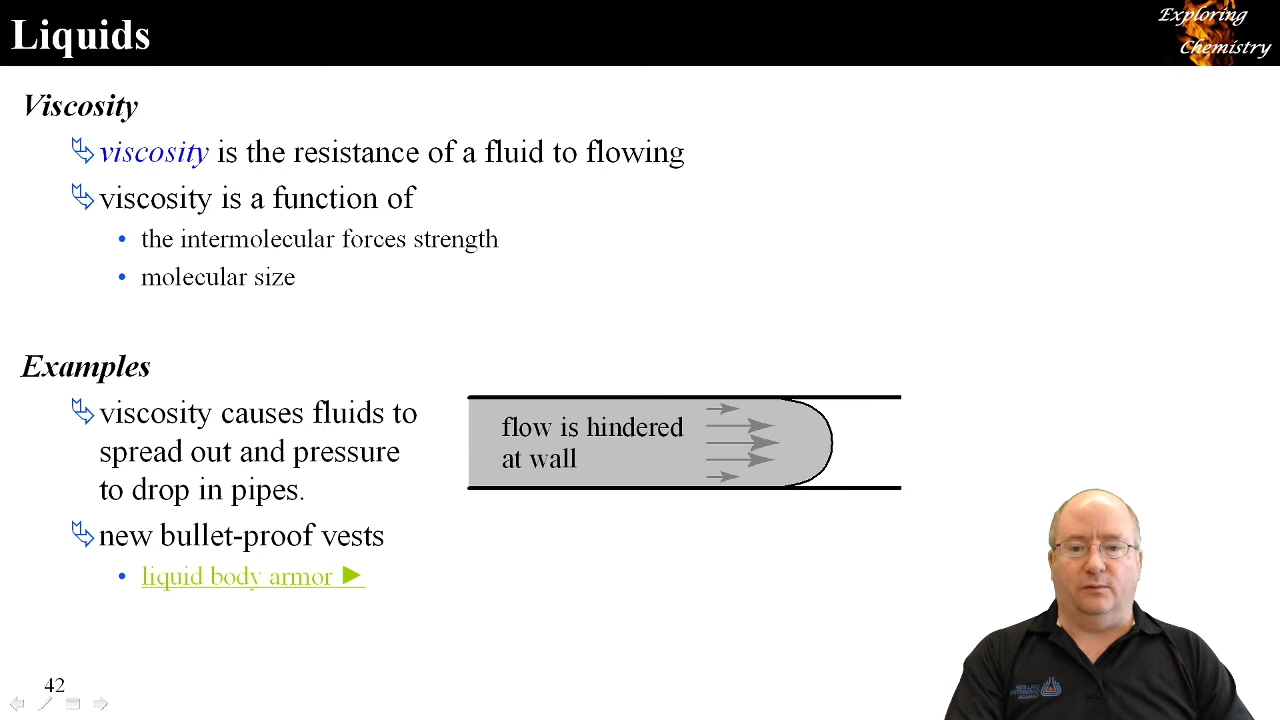 Liquids
Exploring
Chemistry
Viscosity
viscosity is the resistance of a fluid to flowing
viscosity is a function of
• the intermolecular forces strength
• molecular size
Examples
viscosity causes fluids to
spread out and pressure
to drop in pipes.
flow is hindered
at wall
new bullet-proof vests
• liquid body armor ►
42